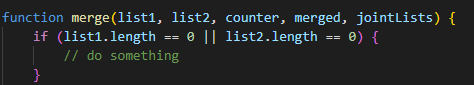 function merge(list1, list2, counter, merged, jointLists) {
    if (list1.length == 0 || list2.length == 0) {
        // do something
    }